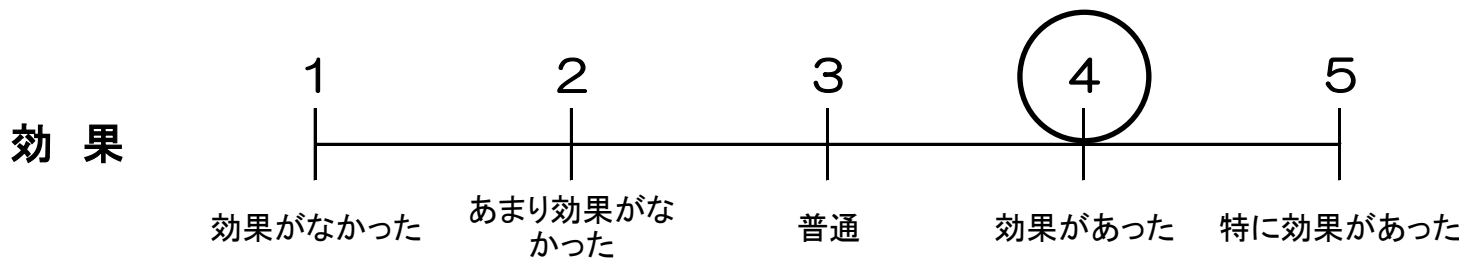 1 2 3 4 5
効 果
効果がなかった
あまり効果がな
かった
普通
効果があった
特に効果があった